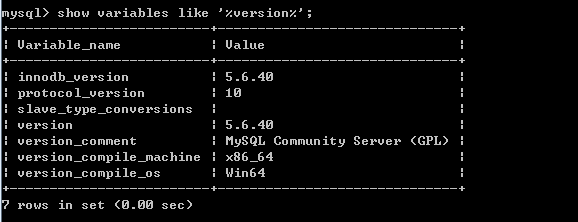 mysql> show variables like '%version%';
+-------------------------+------------------------------+
| Variable_name           | Value                        |
+-------------------------+------------------------------+
| innodb_version          | 5.6.40                       |
| protocol_version        | 10                           |
| slave_type_conversions  |                              |
| version                 | 5.6.40                       |
| version_comment         | MySQL Community Server (GPL) |
| version_compile_machine | x86_64                       |
| version_compile_os      | Win64                        |
+-------------------------+------------------------------+
7 rows in set (0.00 sec)